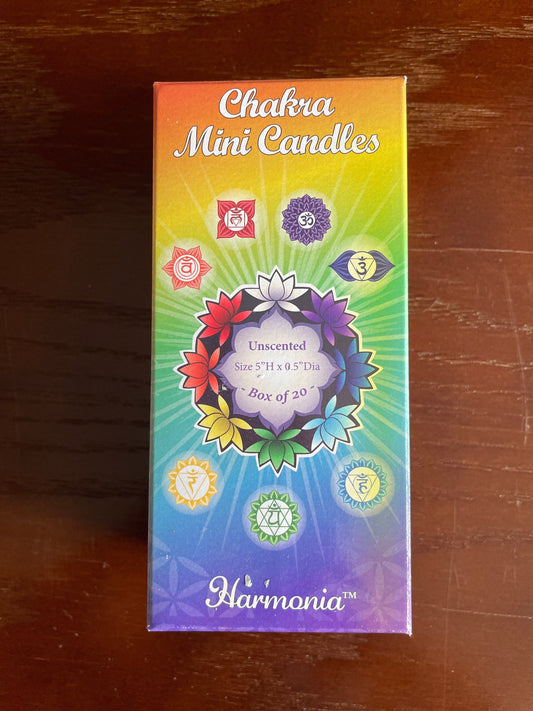 Chakra
Mini Candles
ॐ
Unscented
Size 5"H x 0.5"Dia
- Box of 20 -
Harmonia™